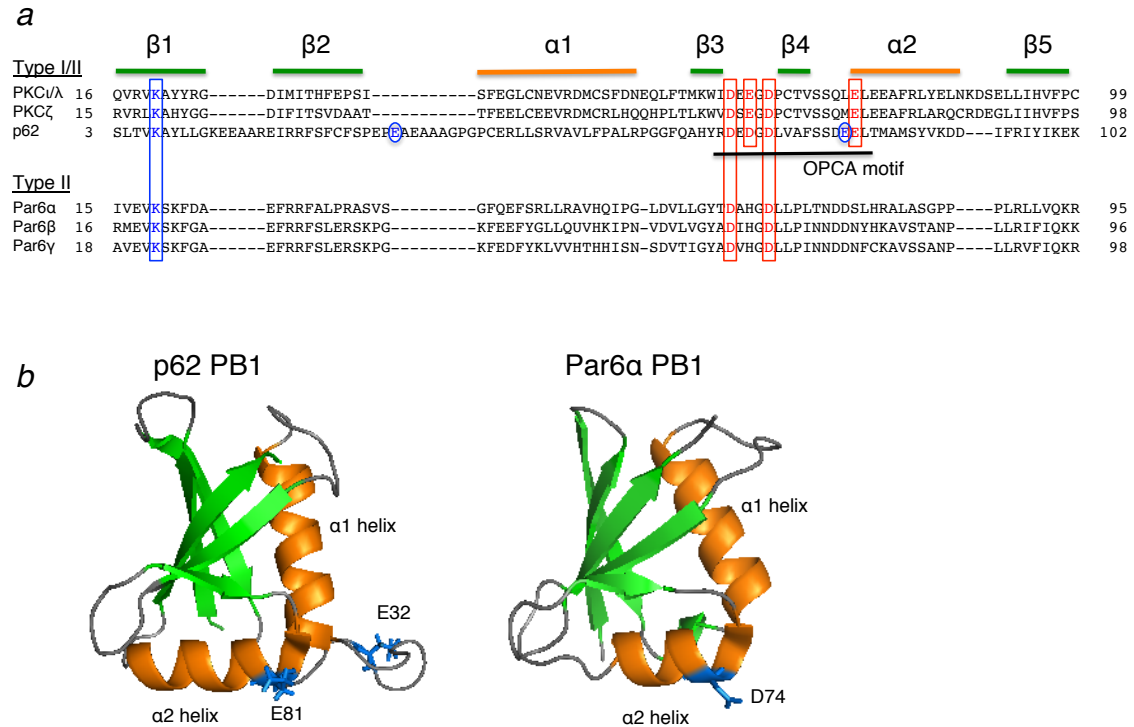 a
β1 β2 α1 β3 β4 α2 β5
Type I/II
PKCι/λ 16 QVRVKAYYRG------DIMITHFEPSI------------SFEGLCNEVRDMCSFDNEQLFTMKWIDEEGDPCTVSSQLELEEAFRLYELNKDSELLIHVFPC 99
PKCζ 15 RVRLKAHYGG------DIFITSVDAAT------------TFEELCEEVRDMCRLHQQHPLTLKWVDSEGDPCTVSSQMELEEAFRLARQCRDEGLIIHVFPS 98
p62 3 SLTVKAYLLGKEEAAREIRRFSFCFSPEPEAEAEAAAGPGPCERLLSRVAVLFPALRPGGFQAHYRDEDGDLVAFSSDEELTMAMSYVKDD---IFRIYIKEK 102
OPCA motif
Type II
Par6α 15 IVEVKSKFDA------EFRRFALPRASVS----------GFQEFSRLLRAVHQIPG-LDVLLGYTDAHGDLLPLTNDDSLHRALASGPP----PLRLLVQKR 95
Par6β 16 RMEVKSKFGA------EFRRFSLERSKPG----------KFEEFYGLLQUVHKIPN-VDVLVGYADIHGDLLPINNDDNYHKAVSTANP----LLRIFIQKK 96
Par6γ 18 AVEVKSKFGA------EFRRFSLERSKPG----------KFEDFYKLVVHTHHISN-SDVTIGYAVHGDLLPINNDDNFCKAVSSANP----LLRVFIQKR 98
b
p62 PB1 Par6α PB1
α1 helix
α1 helix
E32
E81
D74
α2 helix
α2 helix